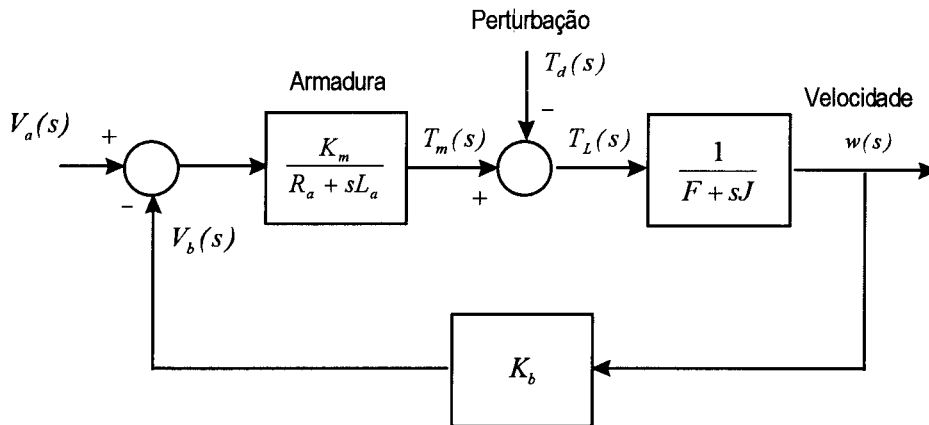 Perturbação
T_d(s)
Armadura
Velocidade
V_a(s)
+
−
K_m
R_a + sL_a
T_m(s)
−
+
T_L(s)
1
F + sJ
w(s)
V_b(s)
K_b